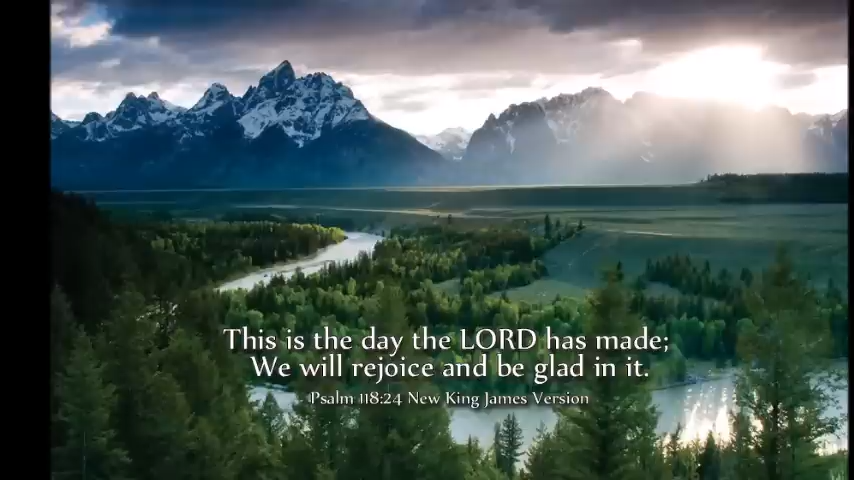 This is the day the LORD has made;
We will rejoice and be glad in it.
Psalm 118:24 New King James Version